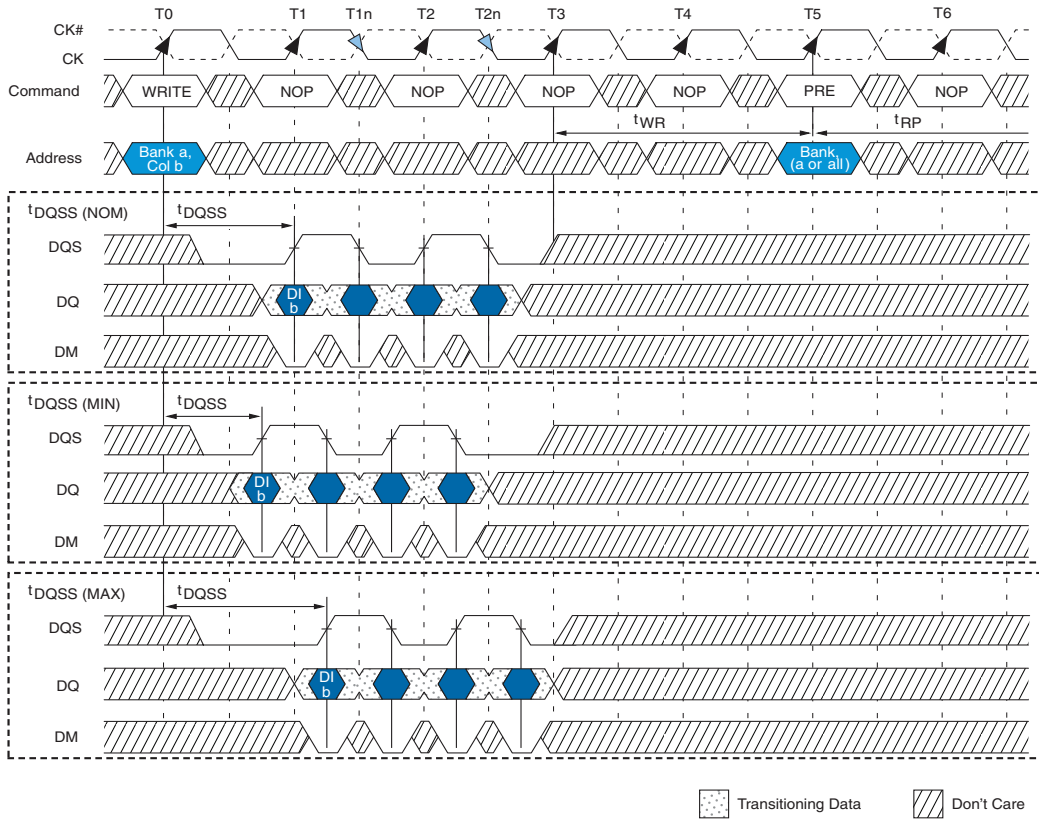 T0 T1 T1n T2 T2n T3 T4 T5 T6
CK#
CK
Command WRITE NOP NOP NOP NOP PRE NOP
tWR tRP
Address Bank a, Col b Bank, (a or all)
tDQSS (NOM) tDQSS
DQS
DQ DI b
DM
tDQSS (MIN) tDQSS
DQS
DQ DI b
DM
tDQSS (MAX) tDQSS
DQS
DQ DI b
DM
Transitioning Data Don't Care